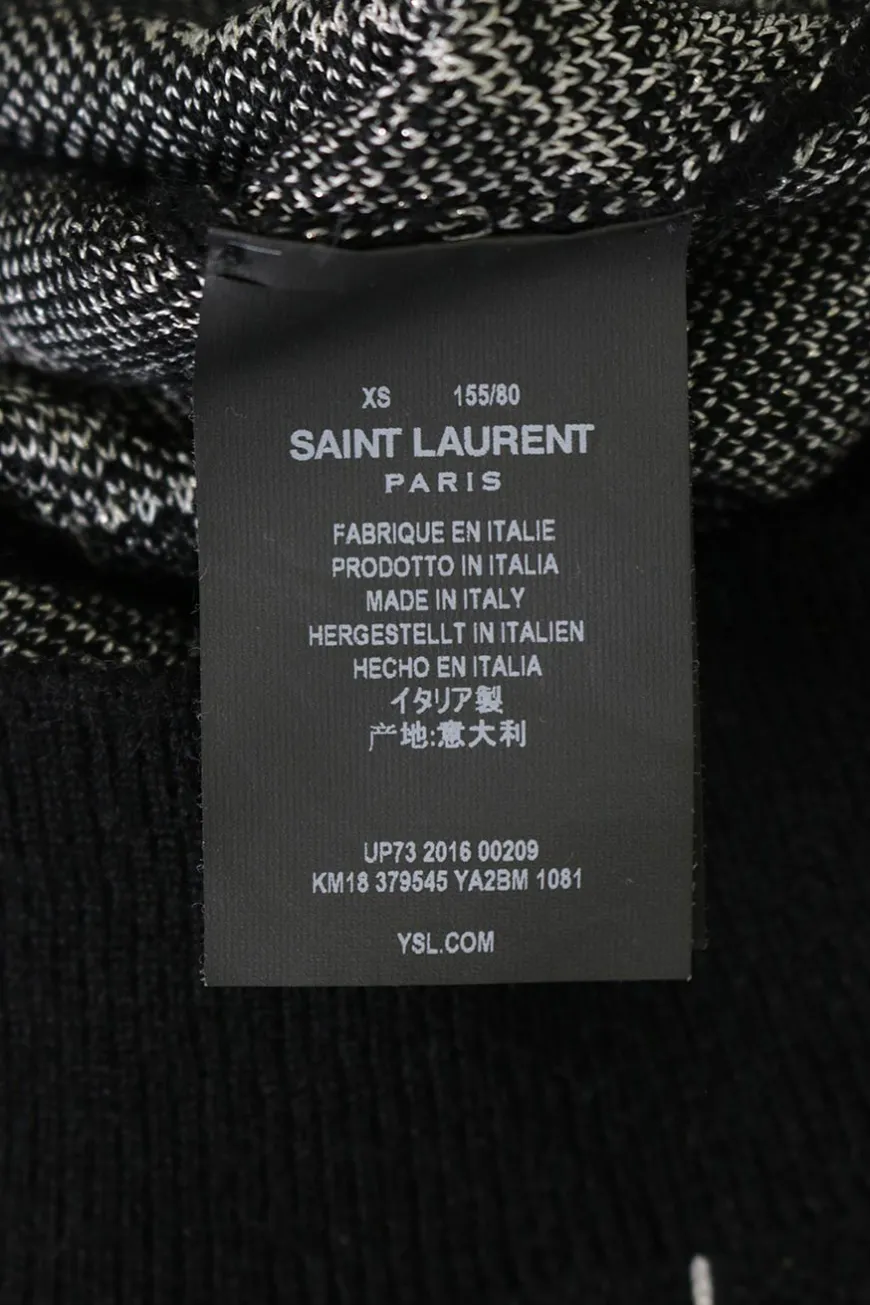 XS 155/80
SAINT LAURENT
PARIS
FABRIQUE EN ITALIE
PRODOTTO IN ITALIA
MADE IN ITALY
HERGESTELLT IN ITALIEN
HECHO EN ITALIA
イタリア製
产地:意大利
UP73 2016 00209
KM18 379545 YA2BM 1081
YSL.COM